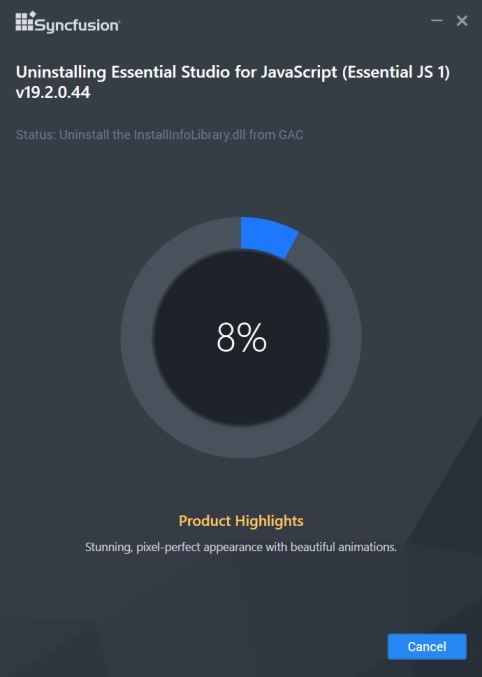 Syncfusion
Uninstalling Essential Studio for JavaScript (Essential JS 1)
v19.2.0.44
Status: Uninstall the InstallInfoLibrary.dll from GAC
8%
Product Highlights
Stunning, pixel-perfect appearance with beautiful animations.
Cancel